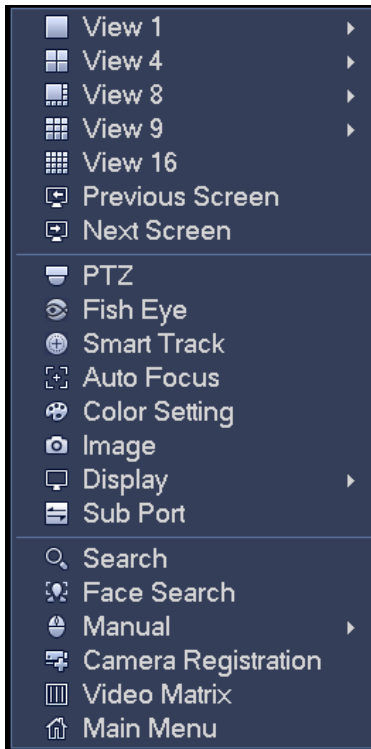 View 1
View 4
View 8
View 9
View 16
Previous Screen
Next Screen
PTZ
Fish Eye
Smart Track
Auto Focus
Color Setting
Image
Display
Sub Port
Search
Face Search
Manual
Camera Registration
Video Matrix
Main Menu